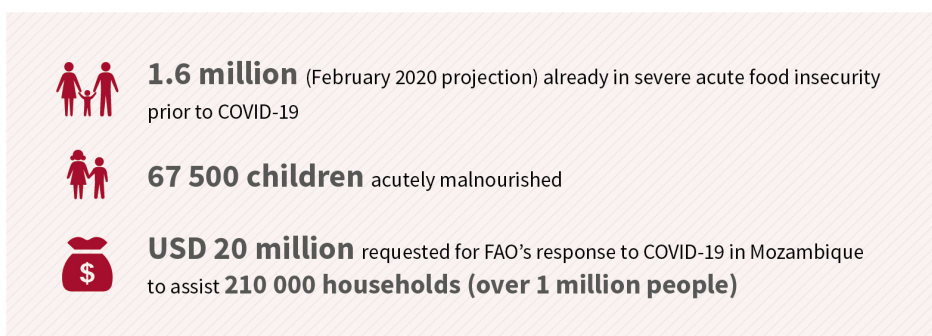 1.6 million (February 2020 projection) already in severe acute food insecurity
prior to COVID-19
67 500 children acutely malnourished
$
USD 20 million requested for FAO’s response to COVID-19 in Mozambique
to assist 210 000 households (over 1 million people)